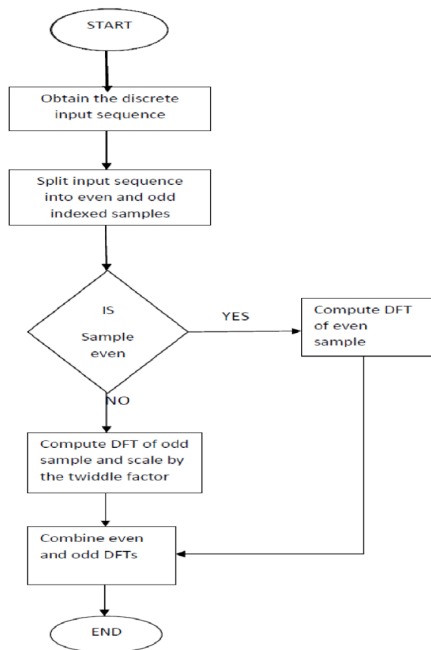 START
Obtain the discrete
input sequence
Split input sequence
into even and odd
indexed samples
IS
Sample
even
YES
Compute DFT
of even
sample
NO
Compute DFT of odd
sample and scale by
the twiddle factor
Combine even
and odd DFTs
END